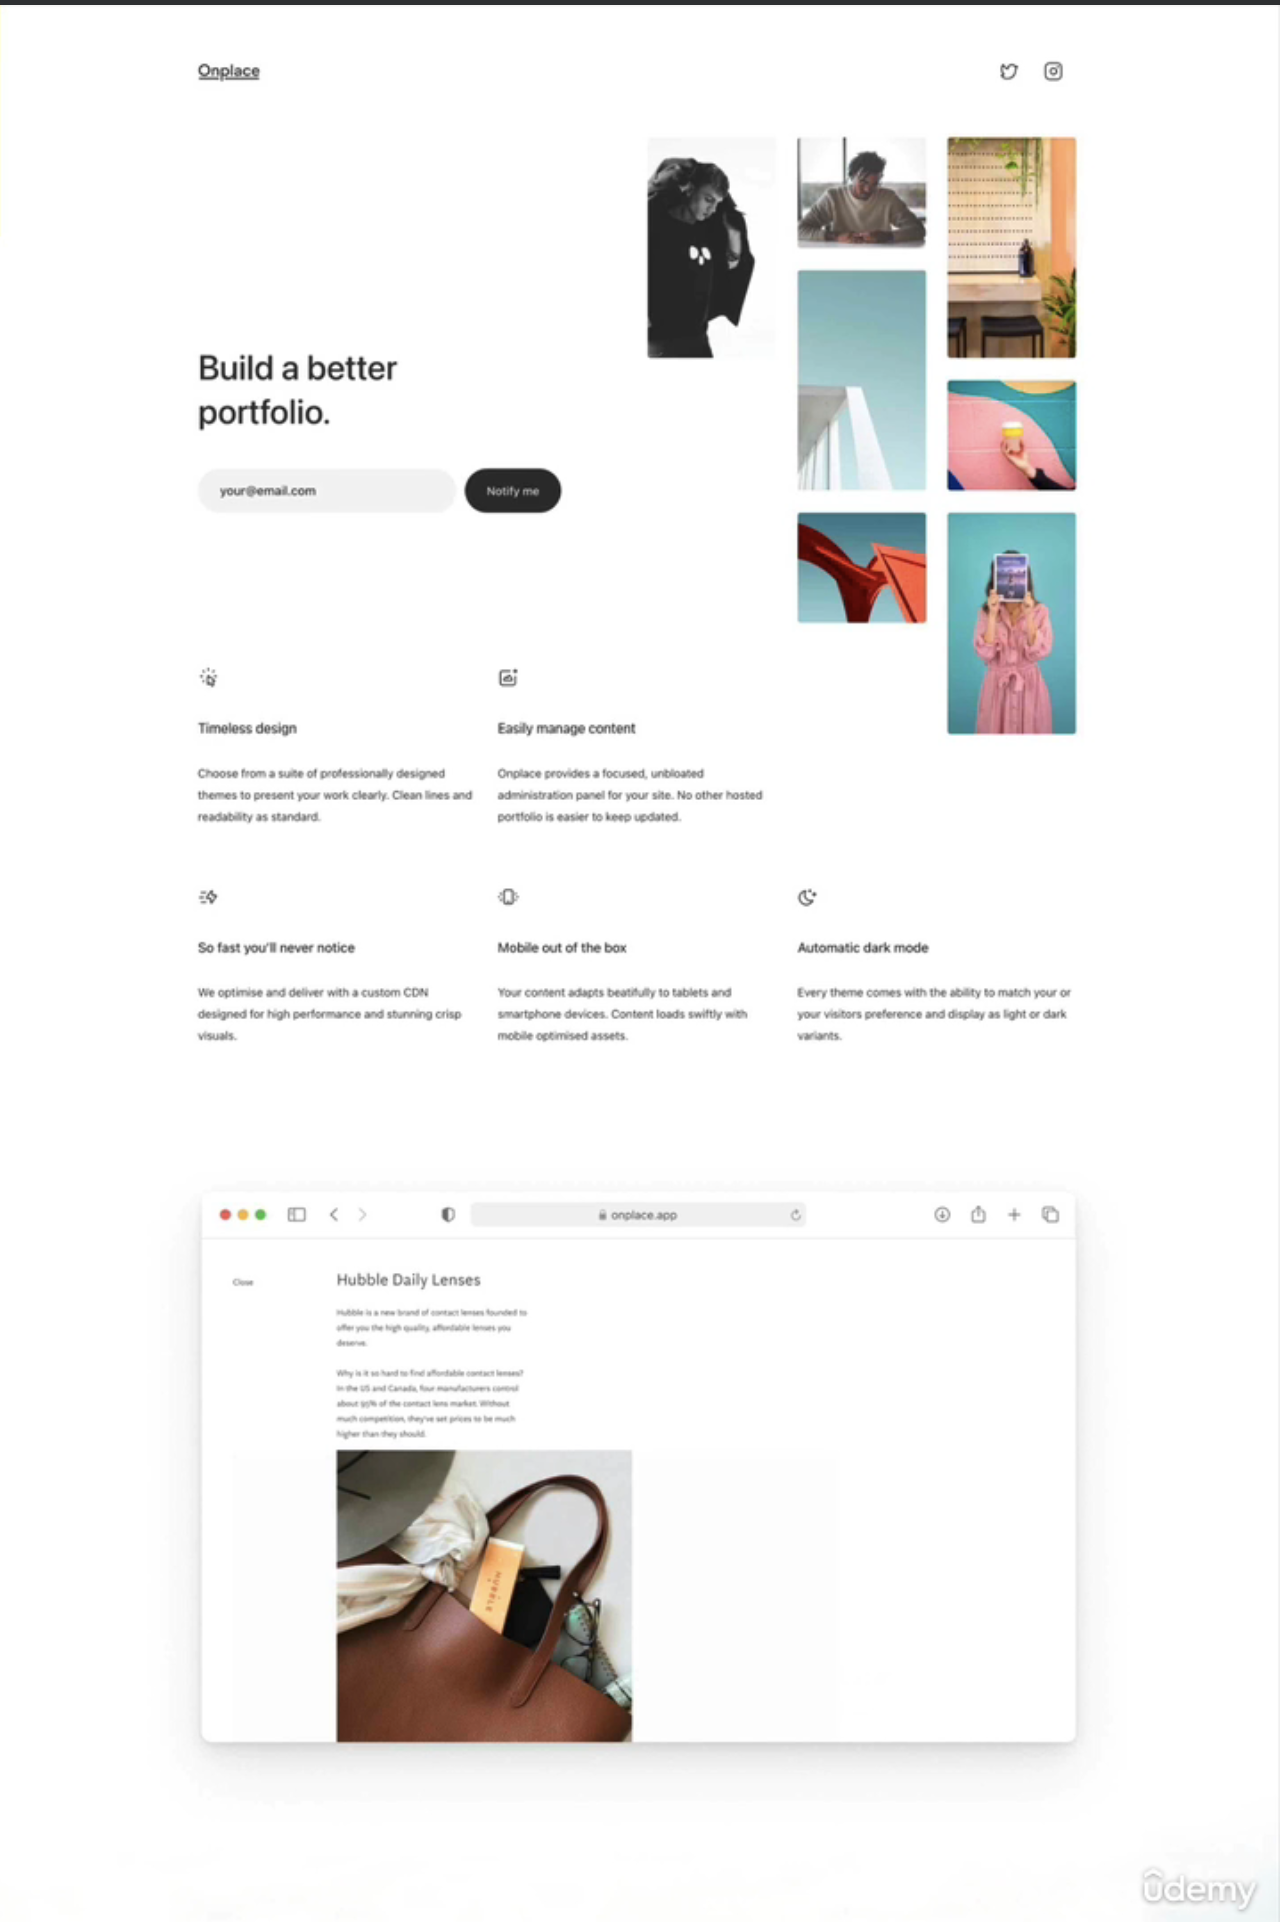 Onplace
Build a better
portfolio.
your@email.com
Notify me
Timeless design
Choose from a suite of professionally designed
themes to present your work clearly. Clean lines and
readability as standard.
Easily manage content
Onplace provides a focused, unbloated
administration panel for your site. No other hosted
portfolio is easier to keep updated.
So fast you'll never notice
We optimise and deliver with a custom CDN
designed for high performance and stunning crisp
visuals.
Mobile out of the box
Your content adapts beatifully to tablets and
smartphone devices. Content loads swiftly with
mobile optimised assets.
Automatic dark mode
Every theme comes with the ability to match your or
your visitors preference and display as light or dark
variants.
onplace.app
Close
Hubble Daily Lenses
Hubble is a new brand of contact lenses founded to
offer you the high quality, affordable lenses you
deserve.
Why is it so hard to find affordable contact lenses?
In the US and Canada, four manufacturers control
about 95% of the contact lens market. Without
much competition, they've set prices to be much
higher than they should.
HUBBLE
ûdemy